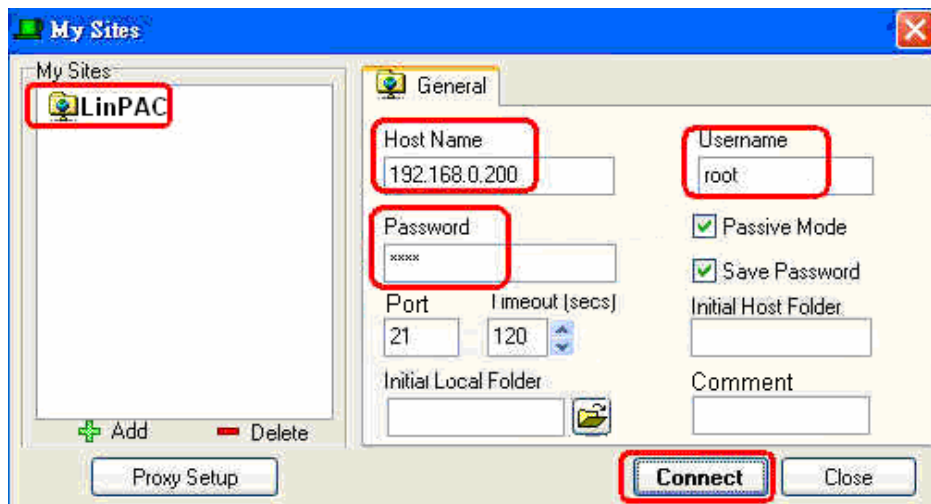 My Sites
My Sites
LinPAC
Add
Delete
General
Host Name
192.168.0.200
Username
root
Password
****
Passive Mode
Save Password
Port
Timeout (secs)
21
120
Initial Host Folder
Initial Local Folder
Comment
Proxy Setup
Connect
Close